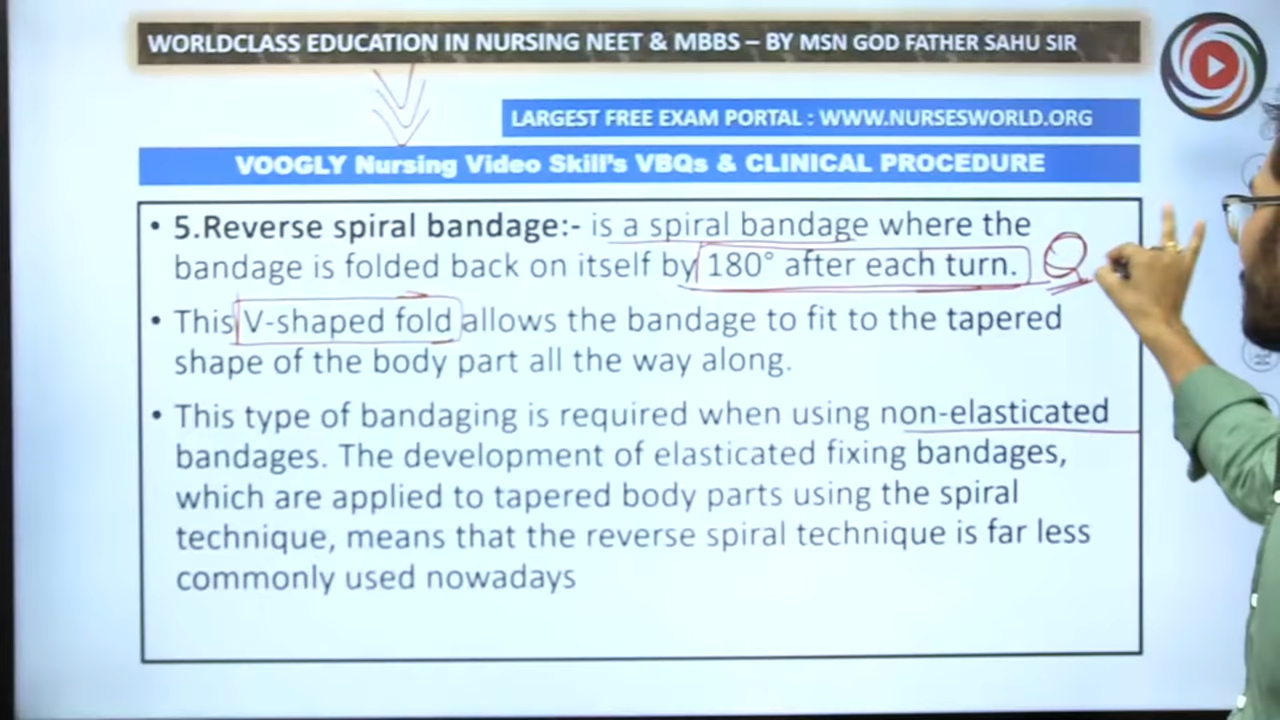 WORLDCLASS EDUCATION IN NURSING NEET & MBBS – BY MSN GOD FATHER SAHU SIR
LARGEST FREE EXAM PORTAL : WWW.NURSESWORLD.ORG
VOOGLY Nursing Video Skill's VBQs & CLINICAL PROCEDURE
• 5.Reverse spiral bandage:- is a spiral bandage where the
bandage is folded back on itself by 180° after each turn. Q
• This V-shaped fold allows the bandage to fit to the tapered
shape of the body part all the way along.
• This type of bandaging is required when using non-elasticated
bandages. The development of elasticated fixing bandages,
which are applied to tapered body parts using the spiral
technique, means that the reverse spiral technique is far less
commonly used nowadays